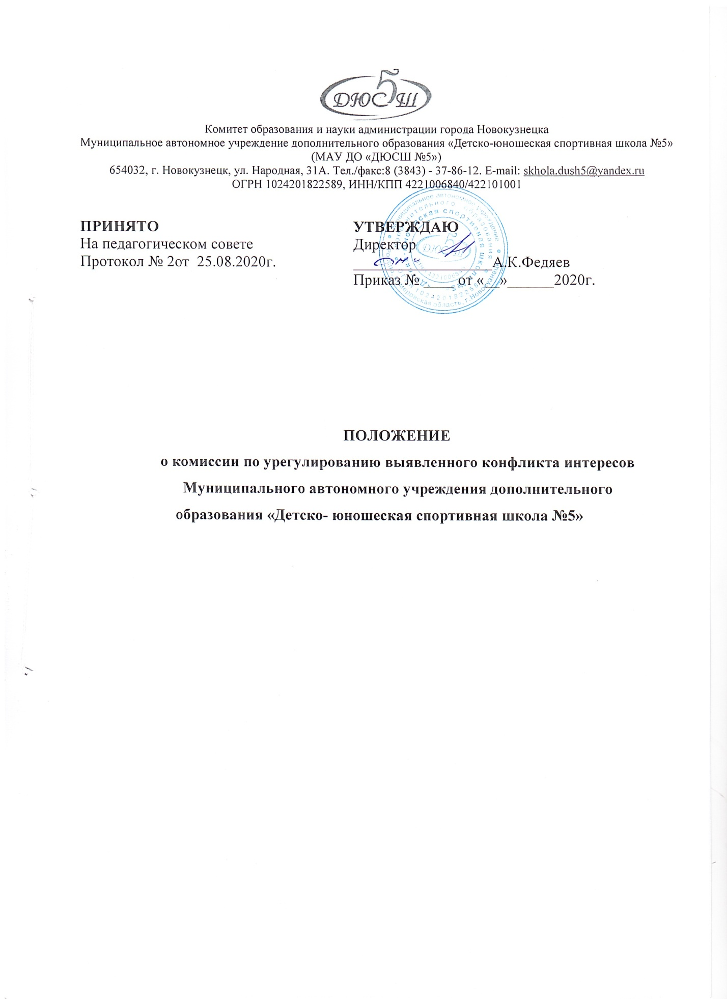 ДЮСШ 5
Комитет образования и науки администрации города Новокузнецка
Муниципальное автономное учреждение дополнительного образования «Детско-юношеская спортивная школа №5»
(МАУ ДО «ДЮСШ №5»)
654032, г. Новокузнецк, ул. Народная, 31А. Тел./факс:8 (3843) - 37-86-12. E-mail: skhola.dush5@yandex.ru
ОГРН 1024201822589, ИНН/КПП 4221006840/422101001
ПРИНЯТО
На педагогическом совете
Протокол № 2от 25.08.2020г.
УТВЕРЖДАЮ
Директор
__________________А.К.Федяев
Приказ № ____ от «__»______2020г.
ПОЛОЖЕНИЕ
о комиссии по урегулированию выявленного конфликта интересов
Муниципального автономного учреждения дополнительного
образования «Детско- юношеская спортивная школа №5»